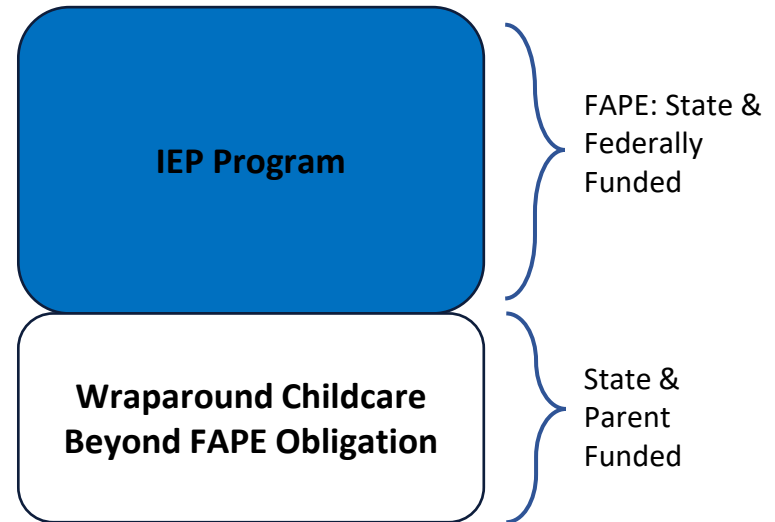 IEP Program
FAPE: State &
Federally
Funded
Wraparound Childcare
Beyond FAPE Obligation
State &
Parent
Funded